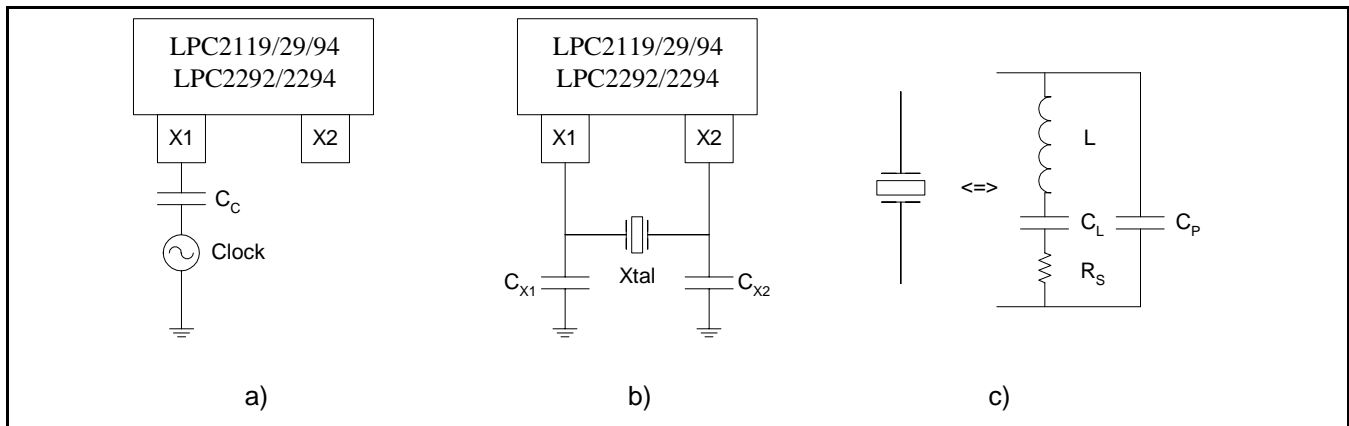 LPC2119/29/94
LPC2292/2294
X1
X2
C_C
Clock
a)
LPC2119/29/94
LPC2292/2294
X1
X2
Xtal
C_X1
C_X2
b)
<=>
L
C_L
C_P
R_S
c)